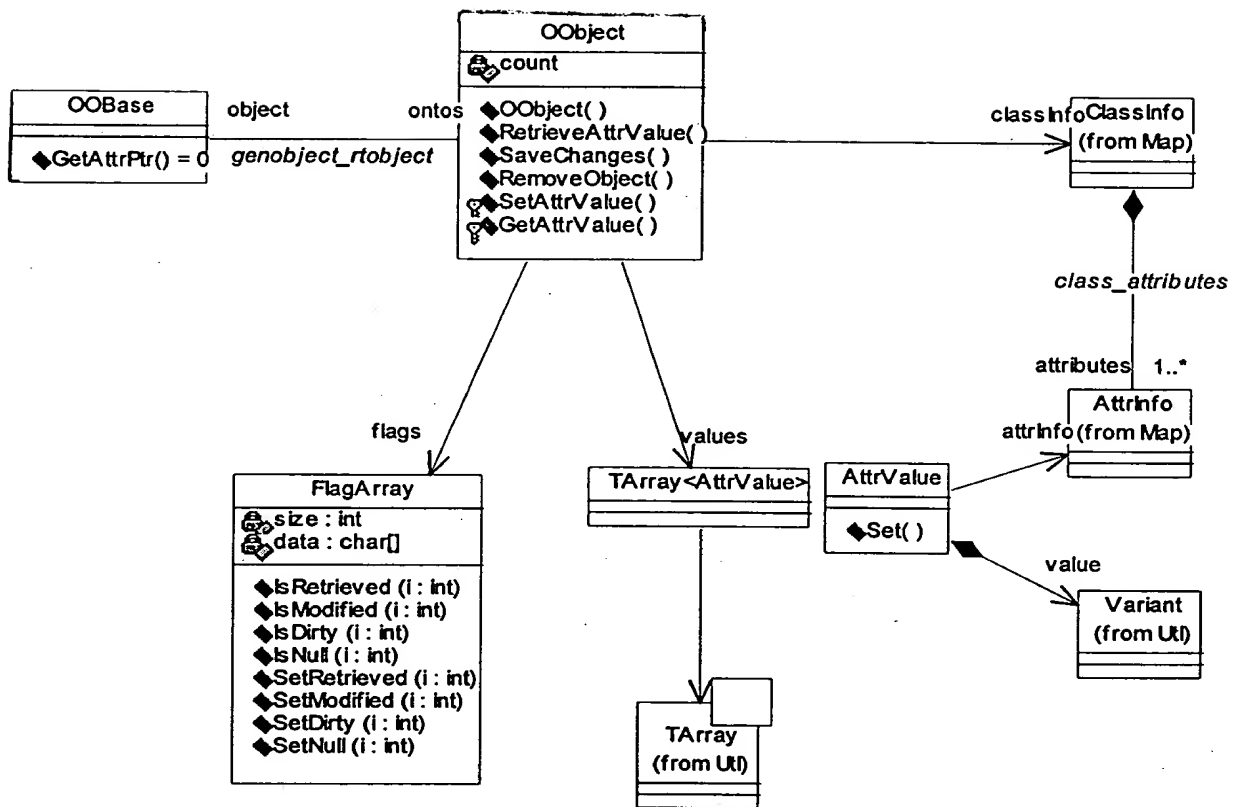 OObject
count
OObject( )
RetrieveAttrValue( )
SaveChanges( )
RemoveObject( )
SetAttrValue( )
GetAttrValue( )
OOBase
GetAttrPtr() = 0
object
ontos
genobject_rtobject
classInfo
ClassInfo
(from Map)
class_attributes
attributes 1..*
AttrInfo
(from Map)
attrInfo
flags
values
FlagArray
size : int
data : char[]
IsRetrieved (i : int)
IsModified (i : int)
IsDirty (i : int)
IsNull (i : int)
SetRetrieved (i : int)
SetModified (i : int)
SetDirty (i : int)
SetNull (i : int)
TArray<AttrValue>
AttrValue
Set( )
value
Variant
(from Utl)
TArray
(from Utl)